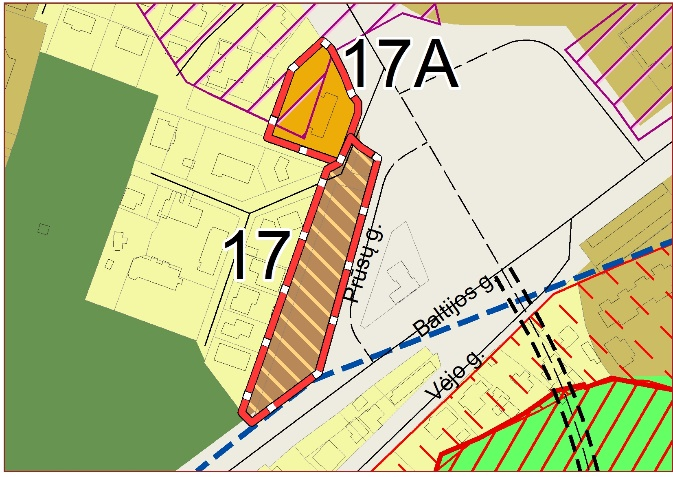 17A
17
Prūsų g.
Baltijos g.
Vėjo g.